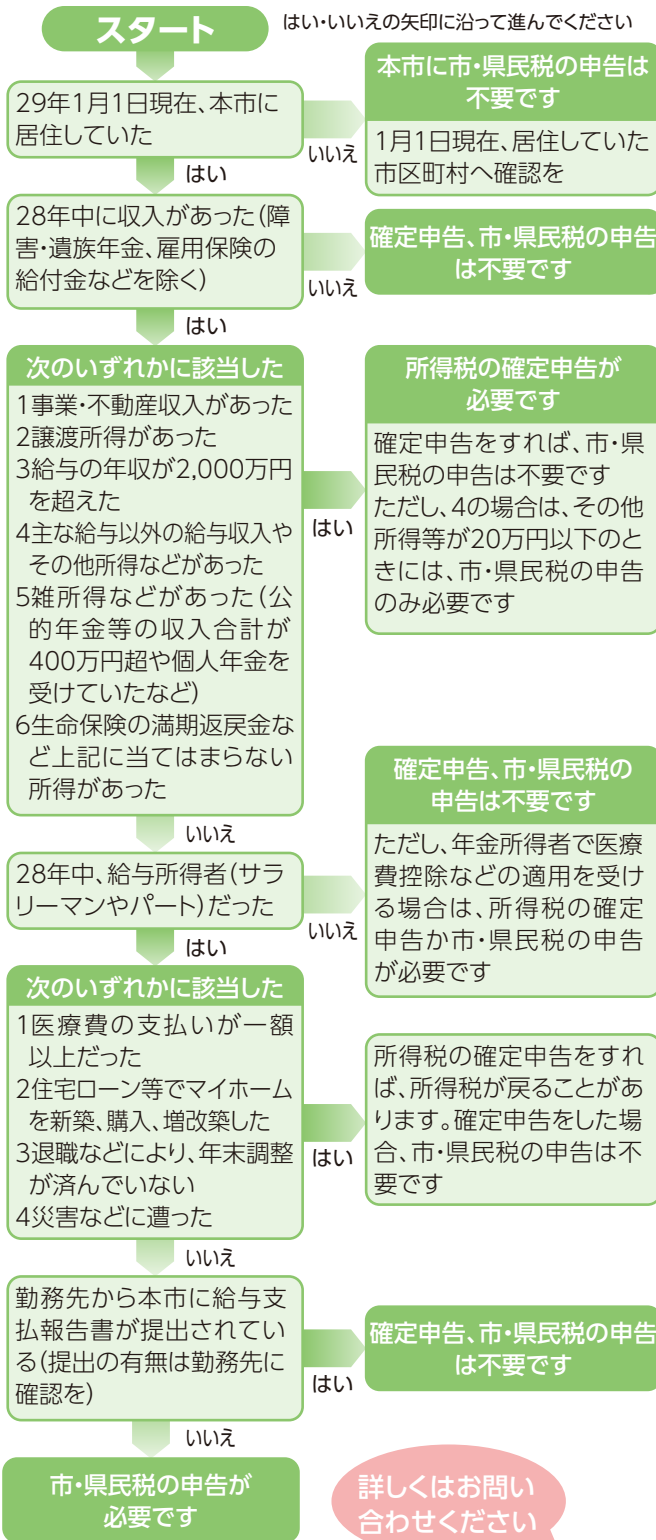 スタート
はい・いいえの矢印に沿って進んでください
29年1月1日現在、本市に
居住していた
いいえ
はい
本市に市・県民税の申告は
不要です
1月1日現在、居住していた
市区町村へ確認を
28年中に収入があった(障
害・遺族年金、雇用保険の
給付金などを除く)
いいえ
はい
確定申告、市・県民税の申告
は不要です
次のいずれかに該当した
1事業・不動産収入があった
2譲渡所得があった
3給与の年収が2,000万円
を超えた
4主な給与以外の給与収入や
その他所得などがあった
5雑所得などがあった(公
的年金等の収入合計が
400万円超や個人年金を
受けていたなど)
6生命保険の満期返戻金な
ど上記に当てはまらない
所得があった
はい
いいえ
所得税の確定申告が
必要です
確定申告をすれば、市・県
民税の申告は不要です
ただし、4の場合は、その他
所得等が20万円以下のと
きには、市・県民税の申告
のみ必要です
28年中、給与所得者(サラ
リーマンやパート)だった
いいえ
はい
確定申告、市・県民税の
申告は不要です
ただし、年金所得者で医療
費控除などの適用を受け
る場合は、所得税の確定
申告か市・県民税の申告
が必要です
次のいずれかに該当した
1医療費の支払いが一額
以上だった
2住宅ローン等でマイホーム
を新築、購入、増改築した
3退職などにより、年末調整
が済んでいない
4災害などに遭った
はい
いいえ
所得税の確定申告をすれ
ば、所得税が戻ることがあ
ります。確定申告をした場
合、市・県民税の申告は不
要です
勤務先から本市に給与支
払報告書が提出されてい
る(提出の有無は勤務先に
確認を)
はい
いいえ
確定申告、市・県民税の申告
は不要です
市・県民税の申告が
必要です
詳しくはお問い
合わせください